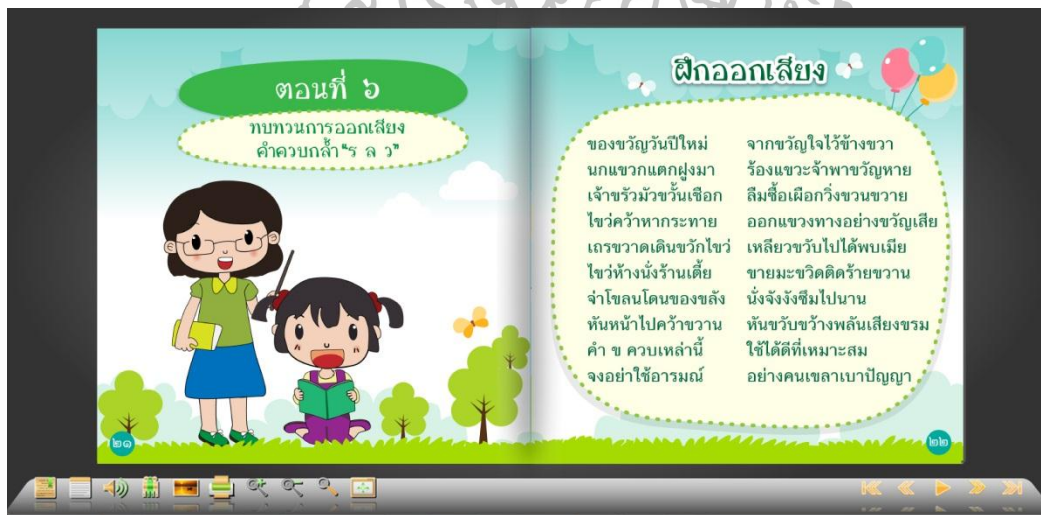 ตอนที่ ๖
ทบทวนการออกเสียง
คำควบกล้ำ "ร ล ว"
๒๑
ฝึกออกเสียง
ของขวัญวันปีใหม่ จากขวัญใจไว้ข้างขวา
นกแขวกแตกฝูงมา ร้องแขวะจ้าพาขวัญหาย
เจ้าขรัวมัวขวั้นเชือก ลืมซื้อเผือกวิ่งขวนขวาย
ไขว่คว้าหากระทาย ออกแขวงทางอย่างขวัญเสีย
เถรขวาดเดินขวักไขว่ เหลียวขวับไปได้พบเมีย
ไขว่ห้างนั่งร้านเตี้ย ขายมะขวิดติดร้ายขวาน
จ่าโขลนโดนของขลัง นั่งจังงังซึมไปนาน
หันหน้าไปคว้าขวาน หันขวับขว้างพลันเสียงขรม
คำ ข ควบเหล่านี้ ใช้ได้ดีที่เหมาะสม
จงอย่าใช้อารมณ์ อย่างคนเขลาเบาปัญญา
๒๒